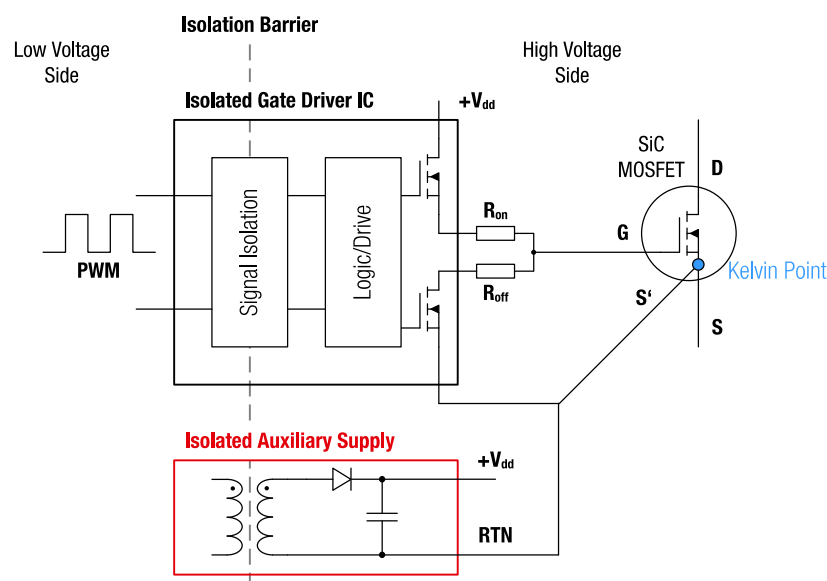 Isolation Barrier
Low Voltage
Side
High Voltage
Side
Isolated Gate Driver IC
+Vdd
SiC
MOSFET
D
Signal Isolation
Logic/Drive
Ron
G
PWM
Roff
Kelvin Point
S‘
S
Isolated Auxiliary Supply
+Vdd
RTN